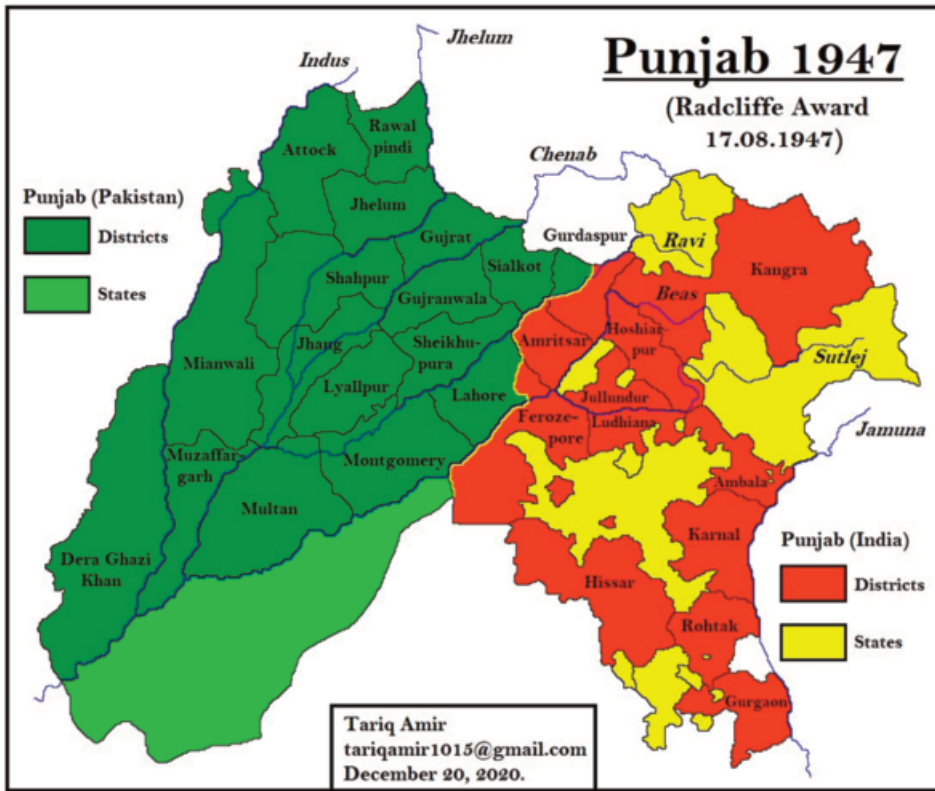 Punjab 1947
(Radcliffe Award
17.08.1947)
Jhelum
Indus
Chenab
Rawal
pindi
Attock
Punjab (Pakistan)
Districts
States
Jhelum
Gujrat
Gurdaspur
Ravi
Kangra
Sialkot
Shahpur
Gujranwala
Beas
Hoshiar-
pur
Amritsar
Sheikhu-
pura
Jhang
Mianwali
Lyallpur
Sutlej
Lahore
Jullundur
Feroze-
pore
Ludhiana
Jamuna
Muzaffar-
garh
Montgomery
Multan
Ambala
Karnal
Punjab (India)
Districts
States
Dera Ghazi
Khan
Hissar
Rohtak
Gurgaon
Tariq Amir
tariqamir1015@gmail.com
December 20, 2020.